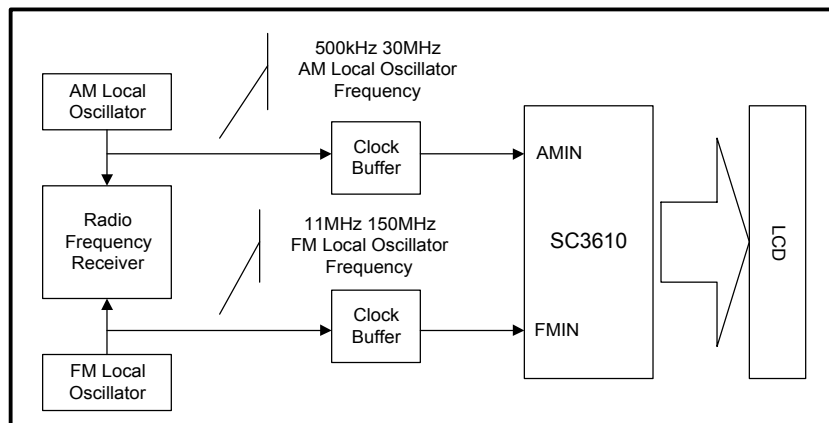 500kHz 30MHz
AM Local Oscillator
Frequency
AM Local
Oscillator
Clock
Buffer
AMIN
Radio
Frequency
Receiver
11MHz 150MHz
FM Local Oscillator
Frequency
SC3610
LCD
Clock
Buffer
FMIN
FM Local
Oscillator